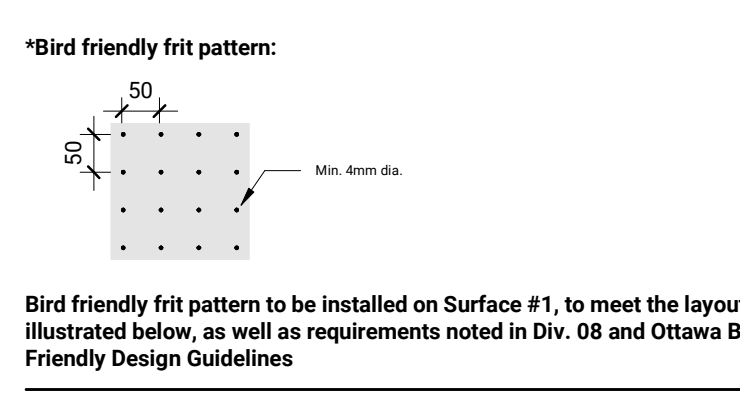 *Bird friendly frit pattern:
50
50
Min. 4mm dia.
Bird friendly frit pattern to be installed on Surface #1, to meet the layout
illustrated below, as well as requirements noted in Div. 08 and Ottawa B
Friendly Design Guidelines